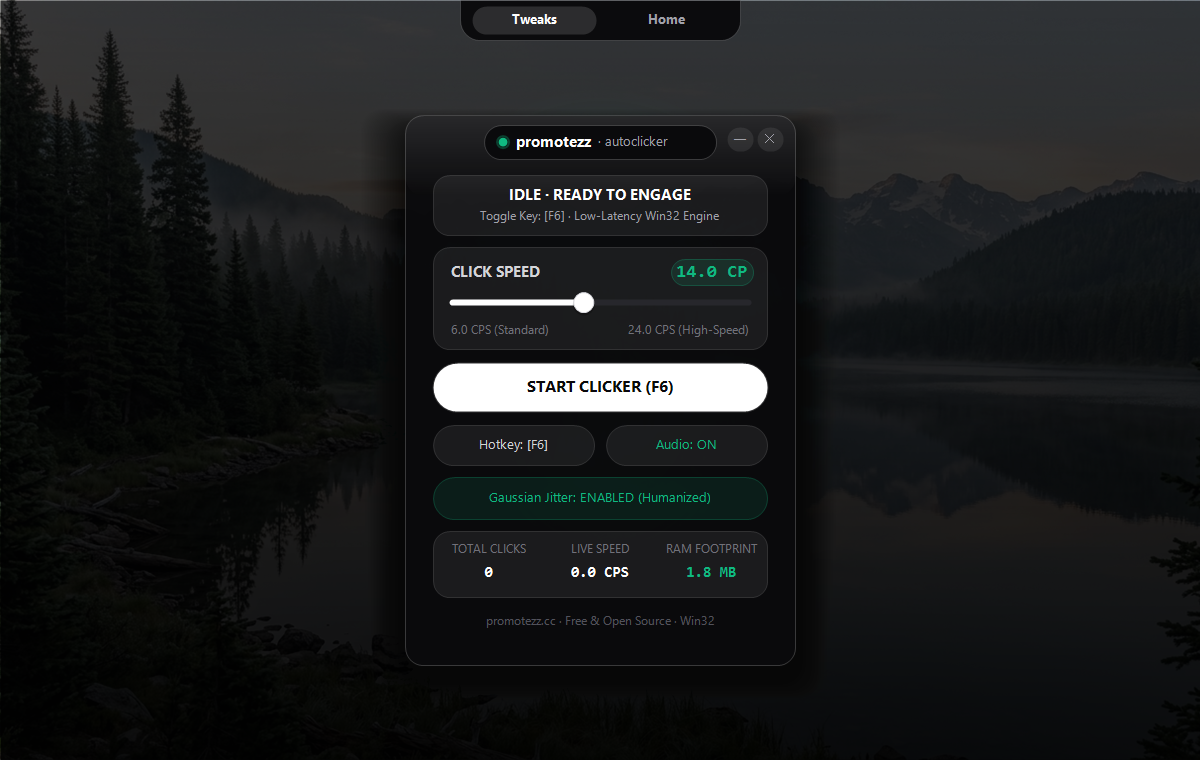 Tweaks Home
promotezz · autoclicker
IDLE · READY TO ENGAGE
Toggle Key: [F6] · Low-Latency Win32 Engine
CLICK SPEED 14.0 CP
6.0 CPS (Standard) 24.0 CPS (High-Speed)
START CLICKER (F6)
Hotkey: [F6] Audio: ON
Gaussian Jitter: ENABLED (Humanized)
TOTAL CLICKS LIVE SPEED RAM FOOTPRINT
0 0.0 CPS 1.8 MB
promotezz.cc · Free & Open Source · Win32